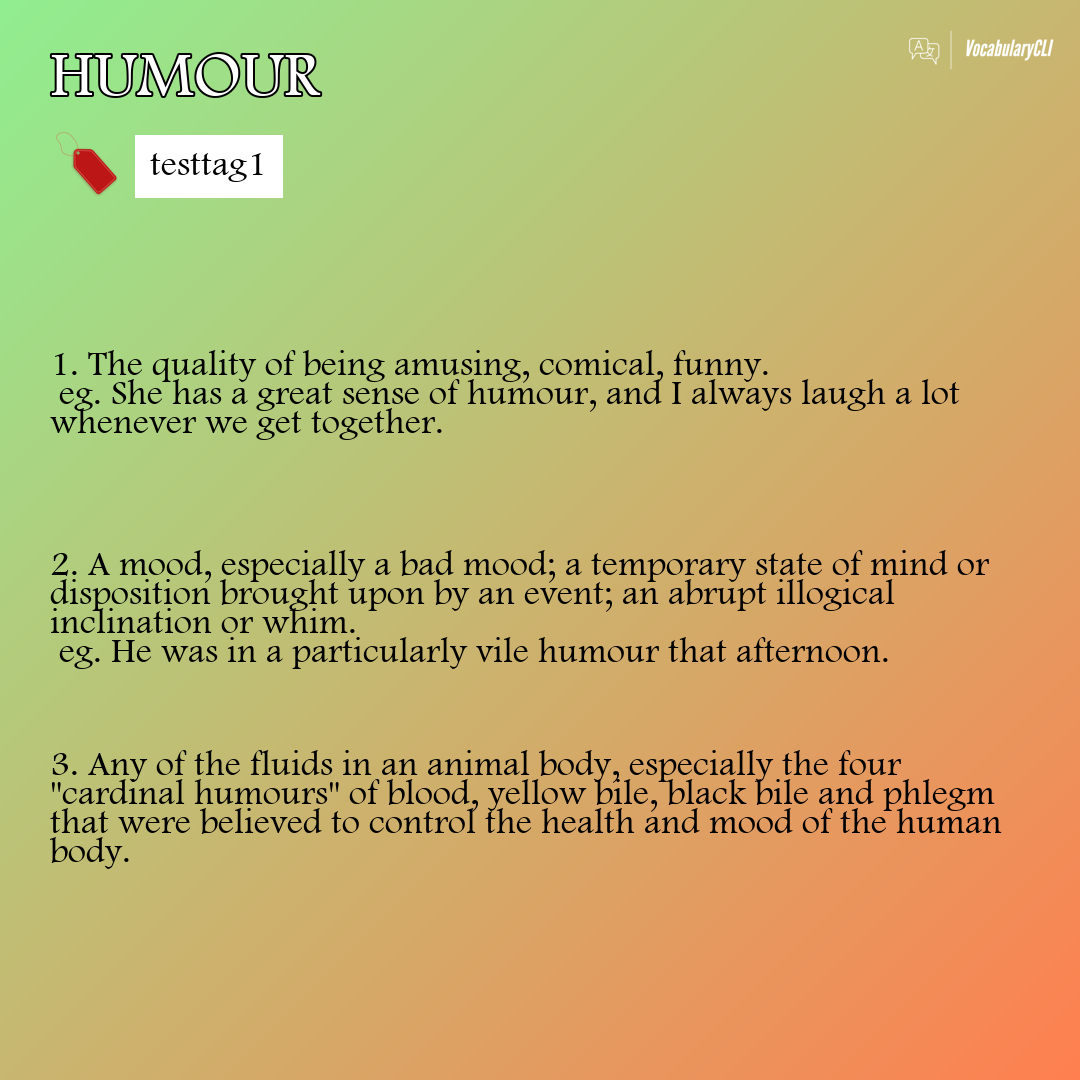 HUMOUR
VocabularyCLI
testtag1
1. The quality of being amusing, comical, funny.
eg. She has a great sense of humour, and I always laugh a lot
whenever we get together.
2. A mood, especially a bad mood; a temporary state of mind or
disposition brought upon by an event; an abrupt illogical
inclination or whim.
eg. He was in a particularly vile humour that afternoon.
3. Any of the fluids in an animal body, especially the four
"cardinal humours" of blood, yellow bile, black bile and phlegm
that were believed to control the health and mood of the human
body.